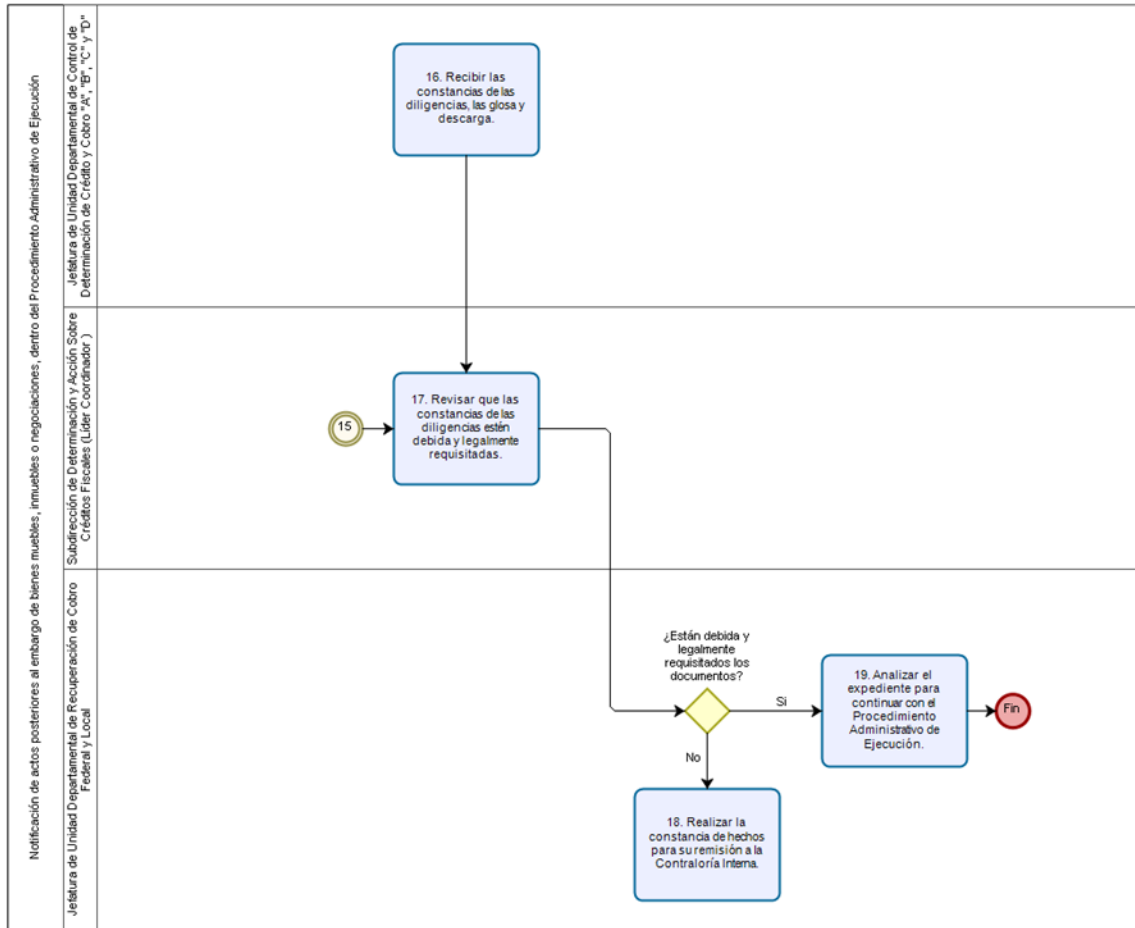 Notificación de actos posteriores al embargo de bienes muebles, inmuebles o negociaciones, dentro del Procedimiento Administrativo de Ejecución
Jefatura de Unidad Departamental de Control de
Determinación de Crédito y Cobro "A", "B", "C" y "D"
16. Recibir las
constancias de las
diligencias, las glosa y
descarga.
Subdirección de Determinación y Acción Sobre
Créditos Fiscales (Líder Coordinador )
15
17. Revisar que las
constancias de las
diligencias estén
debida y legalmente
requisitadas.
Jefatura de Unidad Departamental de Recuperación de Cobro
Federal y Local
¿Están debida y
legalmente
requisitados los
documentos?
Si
19. Analizar el
expediente para
continuar con el
Procedimiento
Administrativo de
Ejecución.
Fin
No
18. Realizar la
constancia de hechos
para su remisión a la
Contraloría Interna.